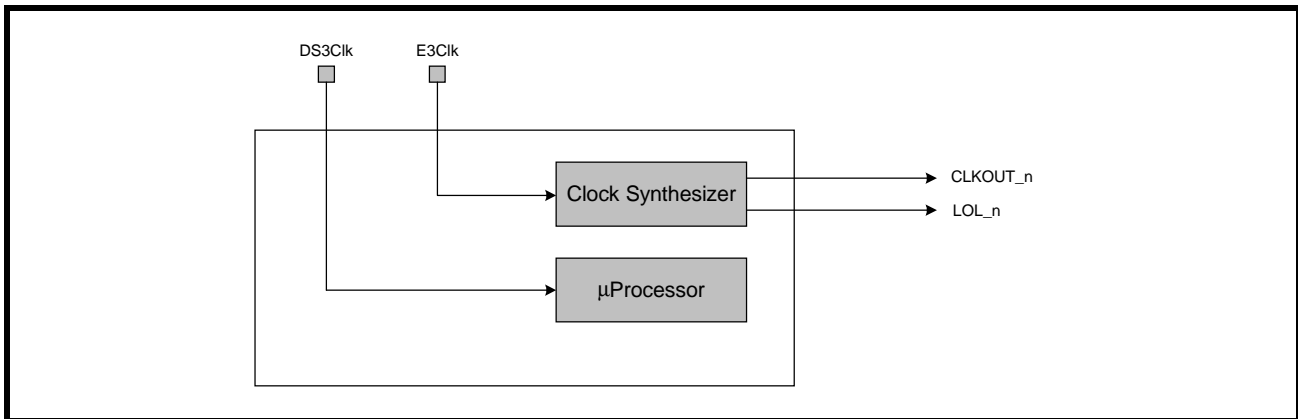 DS3Clk
E3Clk
Clock Synthesizer
CLKOUT_n
LOL_n
μProcessor